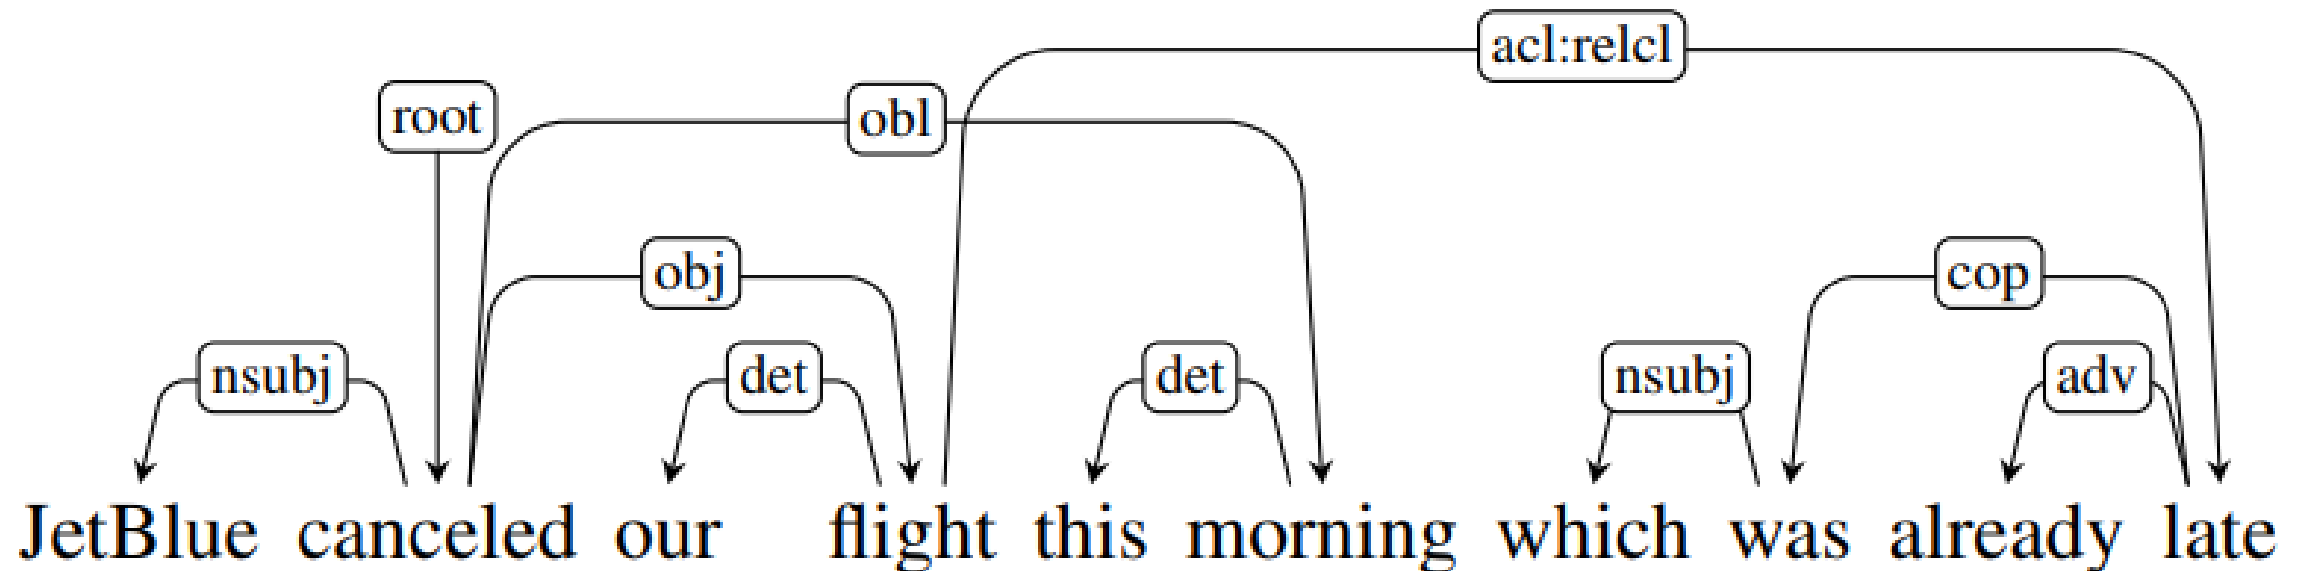 acl:relcl
root obl
obj cop
nsubj det det nsubj adv
JetBlue canceled our flight this morning which was already late